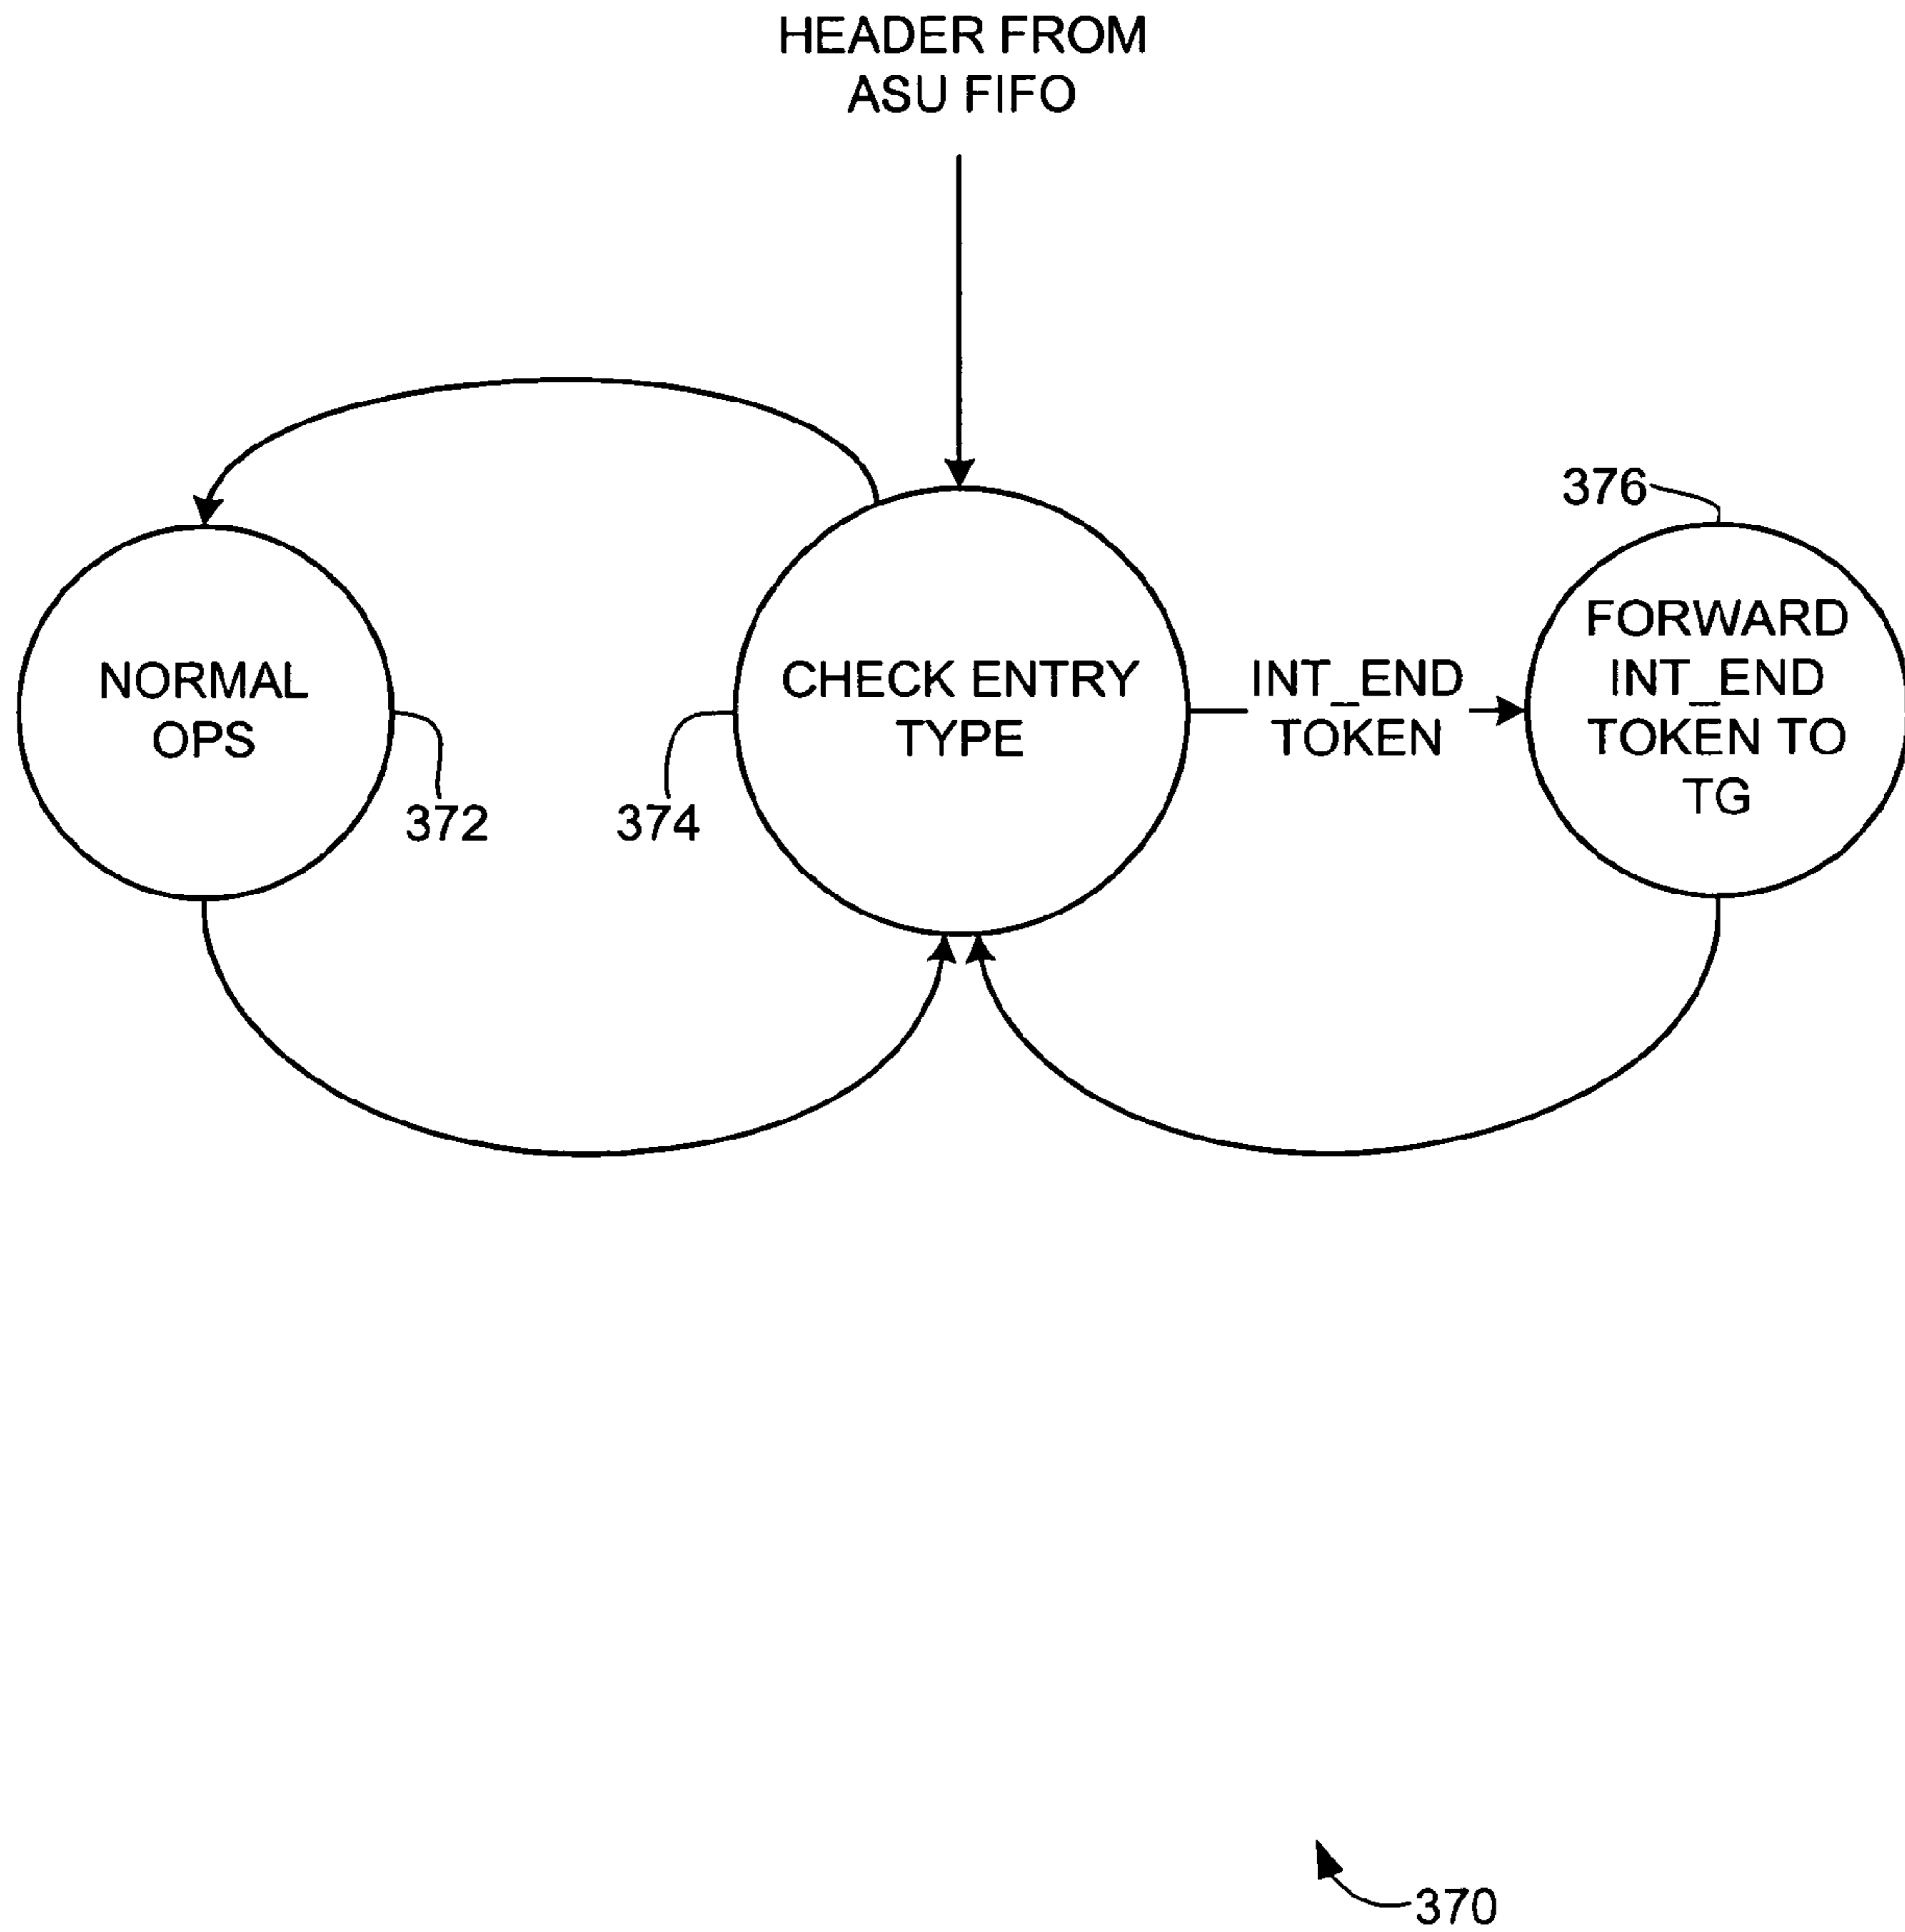 HEADER FROM
ASU FIFO
376
NORMAL
OPS
CHECK ENTRY
TYPE
INT_END
TOKEN
FORWARD
INT_END
TOKEN TO
TG
372
374
370